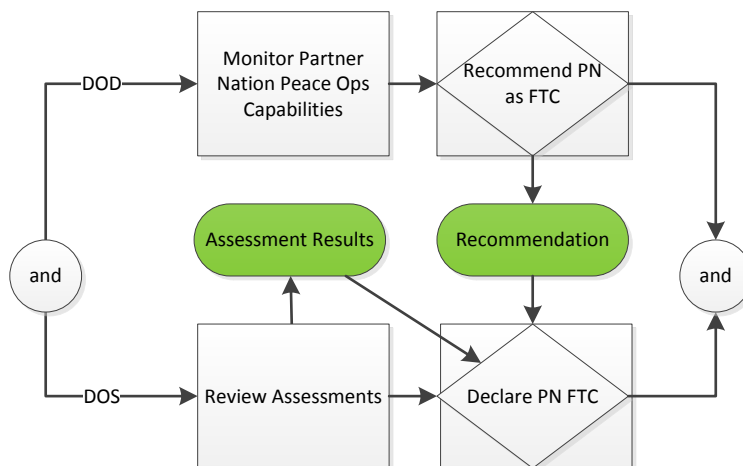 DOD
Monitor Partner
Nation Peace Ops
Capabilities
Recommend PN
as FTC
Assessment Results
Recommendation
and
and
DOS
Review Assessments
Declare PN FTC